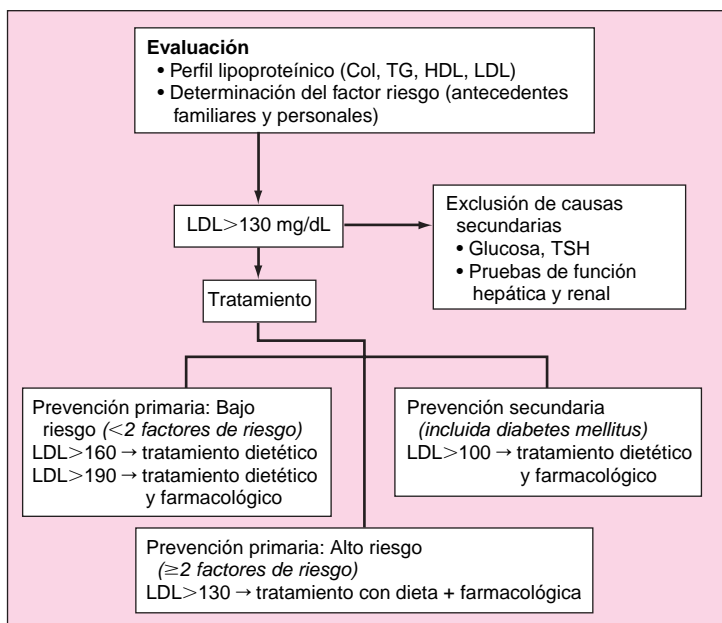 Evaluación
• Perfil lipoproteínico (Col, TG, HDL, LDL)
• Determinación del factor riesgo (antecedentes
familiares y personales)
LDL>130 mg/dL
Exclusión de causas
secundarias
• Glucosa, TSH
• Pruebas de función
hepática y renal
Tratamiento
Prevención primaria: Bajo
riesgo (<2 factores de riesgo)
LDL>160 → tratamiento dietético
LDL>190 → tratamiento dietético
y farmacológico
Prevención secundaria
(incluida diabetes mellitus)
LDL>100 → tratamiento dietético
y farmacológico
Prevención primaria: Alto riesgo
(≥2 factores de riesgo)
LDL>130 → tratamiento con dieta + farmacológica